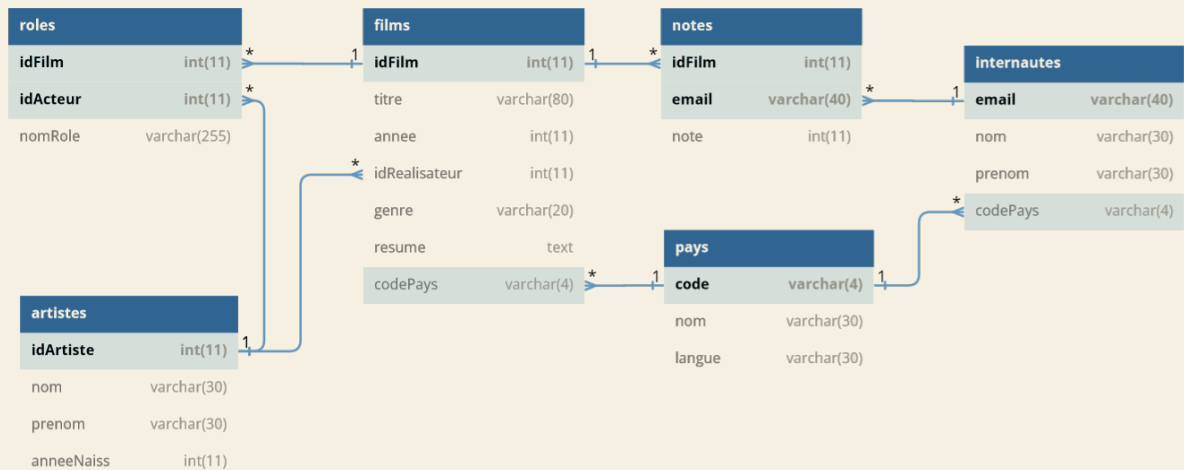 roles
idFilm int(11)
idActeur int(11)
nomRole varchar(255)
films
idFilm int(11)
titre varchar(80)
annee int(11)
idRealisateur int(11)
genre varchar(20)
resume text
codePays varchar(4)
notes
idFilm int(11)
email varchar(40)
note int(11)
internautes
email varchar(40)
nom varchar(30)
prenom varchar(30)
codePays varchar(4)
pays
code varchar(4)
nom varchar(30)
langue varchar(30)
artistes
idArtiste int(11)
nom varchar(30)
prenom varchar(30)
anneeNaiss int(11)
* 1
*
*
1 *
* 1
* 1
1 *
1